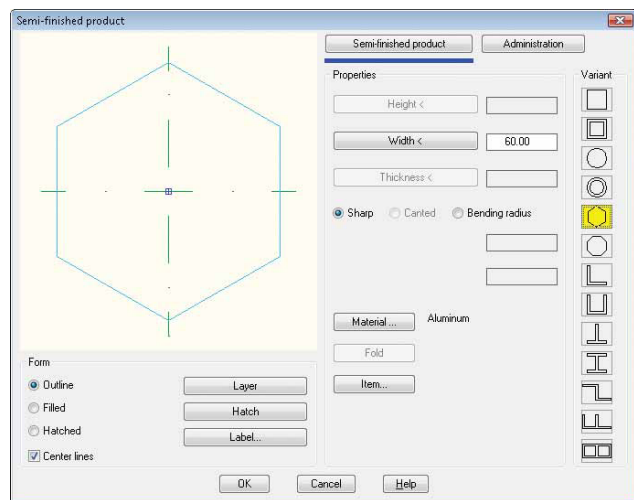 Semi-finished product
Semi-finished product
Administration
Properties
Variant
Height <
Width <
60.00
Thickness <
Sharp
Canted
Bending radius
Material ...
Aluminum
Fold
Item...
Form
Outline
Layer
Filled
Hatch
Hatched
Label...
Center lines
OK
Cancel
Help